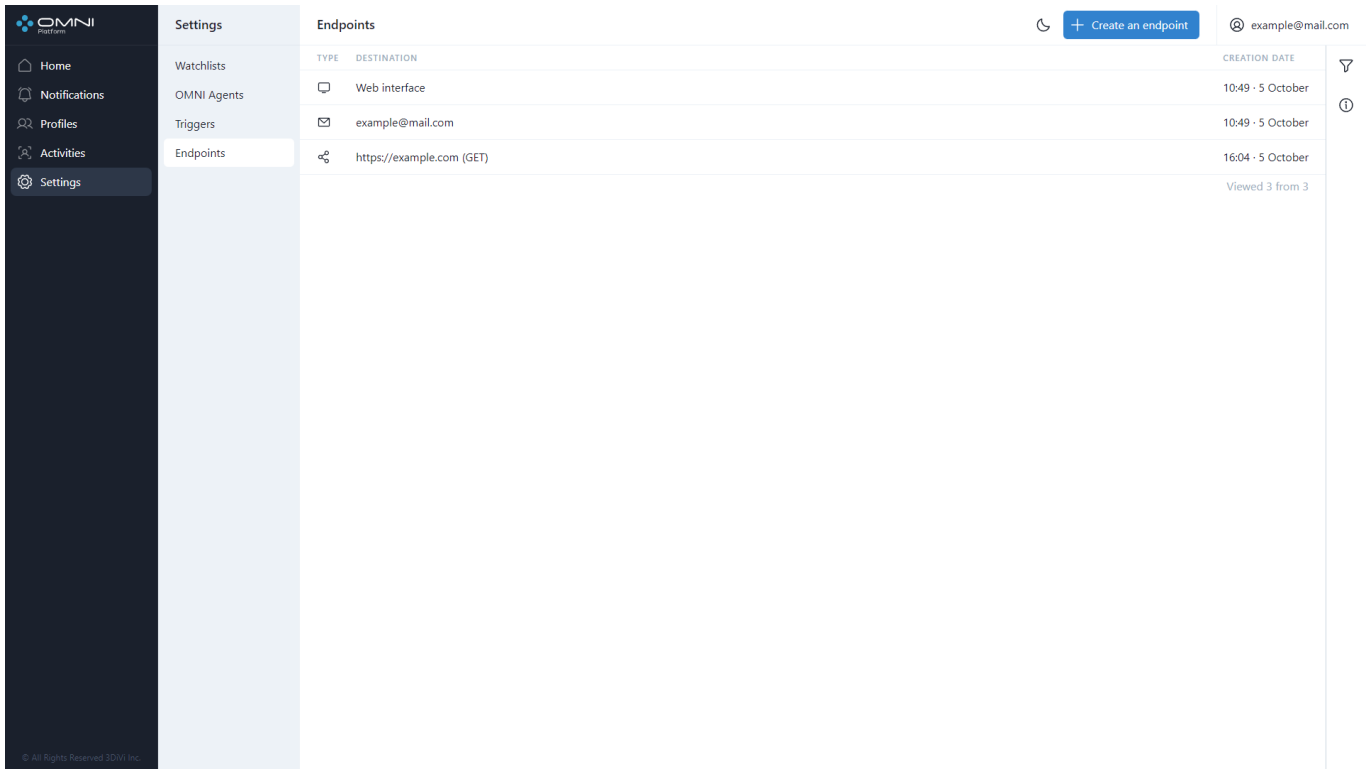 OMNI
Platform
Home
Notifications
Profiles
Activities
Settings
© All Rights Reserved 3DiVi Inc.
Settings
Watchlists
OMNI Agents
Triggers
Endpoints
Endpoints
Create an endpoint
example@mail.com
TYPE DESTINATION CREATION DATE
Web interface 10:49 · 5 October
example@mail.com 10:49 · 5 October
https://example.com (GET) 16:04 · 5 October
Viewed 3 from 3